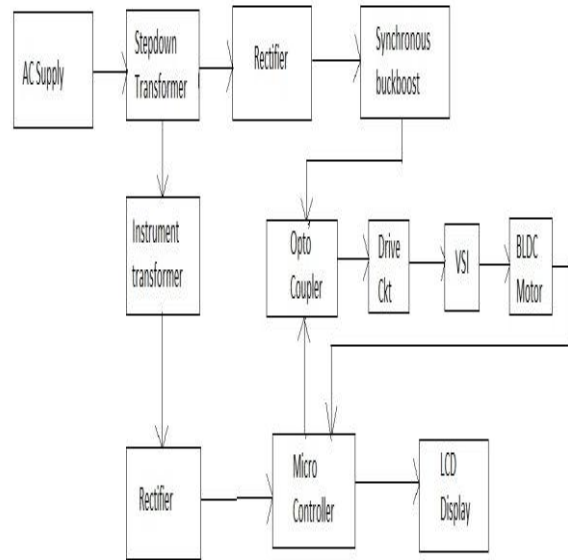 AC Supply
Stepdown
Transformer
Rectifier
Synchronous
buckboost
Instrument
transformer
Opto
Coupler
Drive
Ckt
VSI
BLDC
Motor
Rectifier
Micro
Controller
LCD
Display